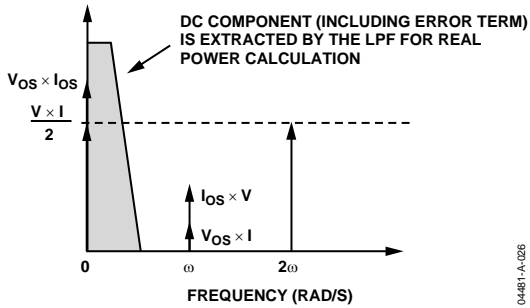 DC COMPONENT (INCLUDING ERROR TERM)
IS EXTRACTED BY THE LPF FOR REAL
POWER CALCULATION
VOS × IOS
V × I
2
IOS × V
VOS × I
0
ω
2ω
FREQUENCY (RAD/S)
04481-A-026